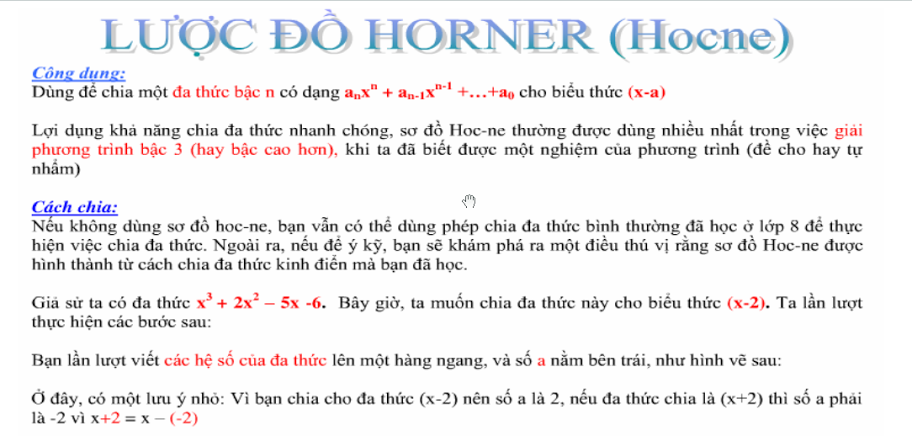 LƯỢC ĐỒ HORNER (Hocne)
Công dụng:
Dùng để chia một đa thức bậc n có dạng aₙxⁿ + aₙ₋₁xⁿ⁻¹ +…+a₀ cho biểu thức (x-a)
Lợi dụng khả năng chia đa thức nhanh chóng, sơ đồ Hoc-ne thường được dùng nhiều nhất trong việc giải
phương trình bậc 3 (hay bậc cao hơn), khi ta đã biết được một nghiệm của phương trình (đề cho hay tự
nhẩm)
Cách chia:
Nếu không dùng sơ đồ hoc-ne, bạn vẫn có thể dùng phép chia đa thức bình thường đã học ở lớp 8 để thực
hiện việc chia đa thức. Ngoài ra, nếu để ý kỹ, bạn sẽ khám phá ra một điều thú vị rằng sơ đồ Hoc-ne được
hình thành từ cách chia đa thức kinh điển mà bạn đã học.
Giả sử ta có đa thức x³ + 2x² – 5x -6. Bây giờ, ta muốn chia đa thức này cho biểu thức (x-2). Ta lần lượt
thực hiện các bước sau:
Bạn lần lượt viết các hệ số của đa thức lên một hàng ngang, và số a nằm bên trái, như hình vẽ sau:
Ở đây, có một lưu ý nhỏ: Vì bạn chia cho đa thức (x-2) nên số a là 2, nếu đa thức chia là (x+2) thì số a phải
là -2 vì x+2 = x – (-2)